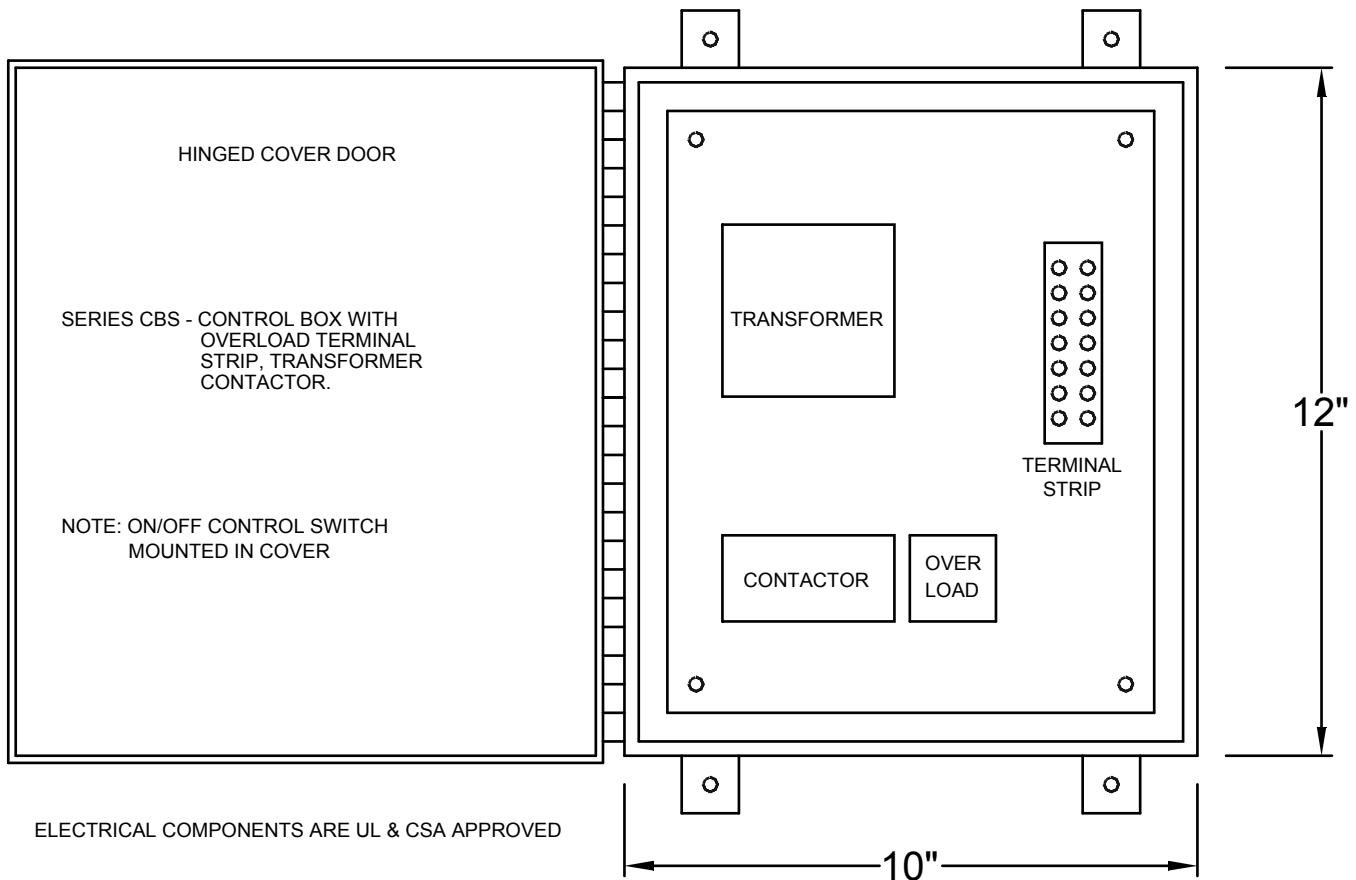 HINGED COVER DOOR
SERIES CBS - CONTROL BOX WITH
OVERLOAD TERMINAL
STRIP, TRANSFORMER
CONTACTOR.
NOTE: ON/OFF CONTROL SWITCH
MOUNTED IN COVER
TRANSFORMER
TERMINAL
STRIP
CONTACTOR
OVER
LOAD
12"
10"
ELECTRICAL COMPONENTS ARE UL & CSA APPROVED